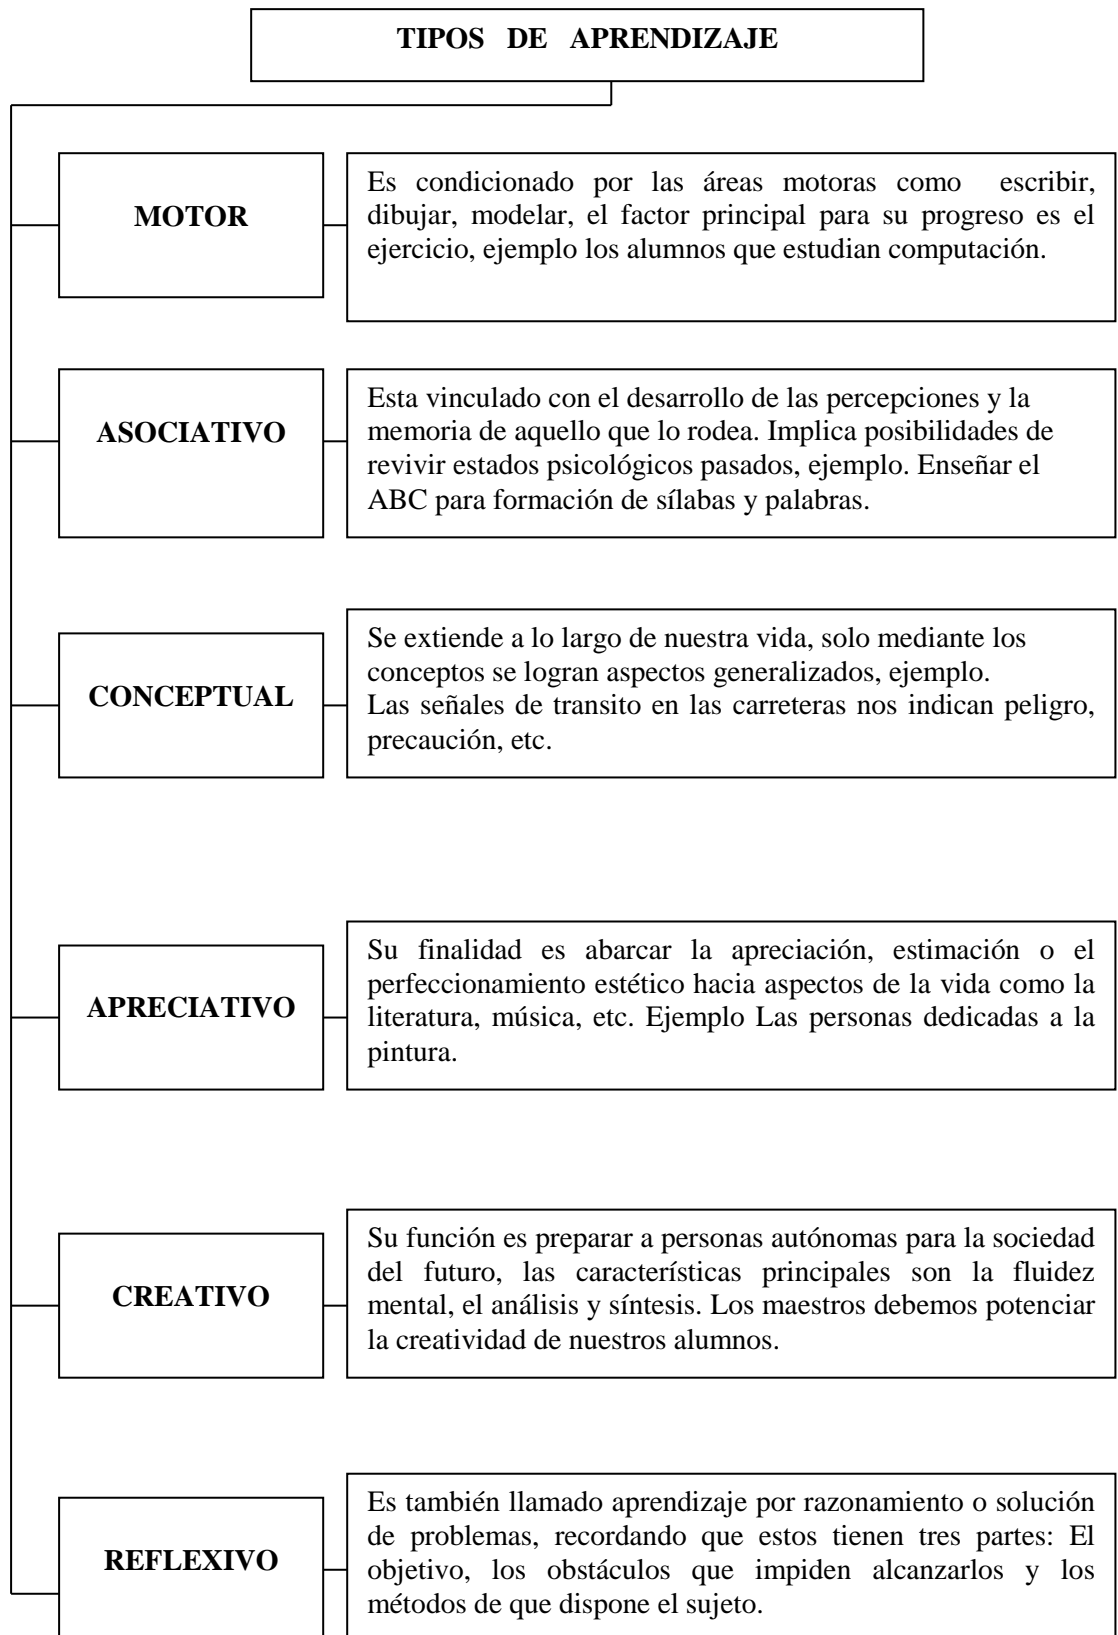 TIPOS DE APRENDIZAJE
MOTOR
Es condicionado por las áreas motoras como escribir,
dibujar, modelar, el factor principal para su progreso es el
ejercicio, ejemplo los alumnos que estudian computación.
ASOCIATIVO
Esta vinculado con el desarrollo de las percepciones y la
memoria de aquello que lo rodea. Implica posibilidades de
revivir estados psicológicos pasados, ejemplo. Enseñar el
ABC para formación de sílabas y palabras.
CONCEPTUAL
Se extiende a lo largo de nuestra vida, solo mediante los
conceptos se logran aspectos generalizados, ejemplo.
Las señales de transito en las carreteras nos indican peligro,
precaución, etc.
APRECIATIVO
Su finalidad es abarcar la apreciación, estimación o el
perfeccionamiento estético hacia aspectos de la vida como la
literatura, música, etc. Ejemplo Las personas dedicadas a la
pintura.
CREATIVO
Su función es preparar a personas autónomas para la sociedad
del futuro, las características principales son la fluidez
mental, el análisis y síntesis. Los maestros debemos potenciar
la creatividad de nuestros alumnos.
REFLEXIVO
Es también llamado aprendizaje por razonamiento o solución
de problemas, recordando que estos tienen tres partes: El
objetivo, los obstáculos que impiden alcanzarlos y los
métodos de que dispone el sujeto.